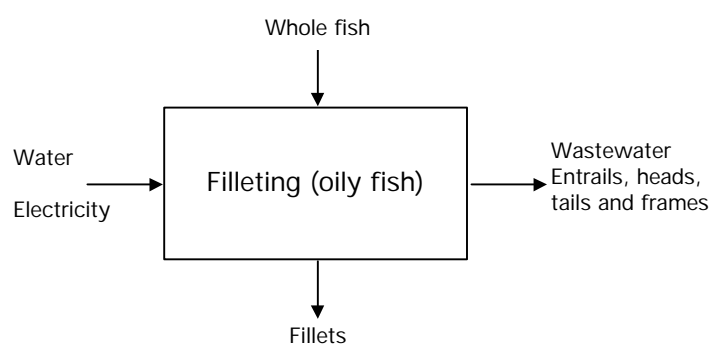 Whole fish
Water
Electricity
Filleting (oily fish)
Wastewater
Entrails, heads,
tails and frames
Fillets